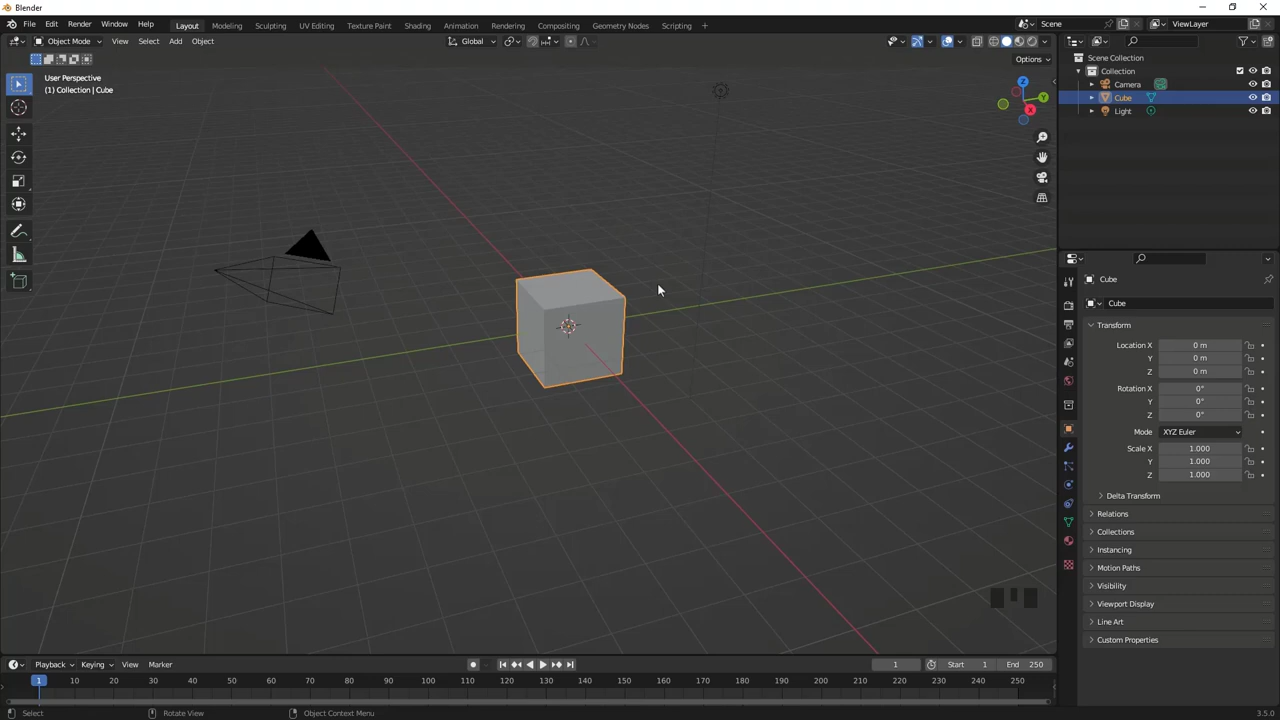 Blender
File Edit Render Window Help Layout Modeling Sculpting UV Editing Texture Paint Shading Animation Rendering Compositing Geometry Nodes Scripting + Scene ViewLayer
Object Mode View Select Add Object Global
Options
User Perspective
(1) Collection | Cube
Z
Y
X
Scene Collection
Collection
Camera
Cube
Light
Cube
Cube
Transform
Location X 0 m
Y 0 m
Z 0 m
Rotation X 0°
Y 0°
Z 0°
Mode XYZ Euler
Scale X 1.000
Y 1.000
Z 1.000
Delta Transform
Relations
Collections
Instancing
Motion Paths
Visibility
Viewport Display
Line Art
Custom Properties
Playback Keying View Marker 1 Start 1 End 250
1 10 20 30 40 50 60 70 80 90 100 110 120 130 140 150 160 170 180 190 200 210 220 230 240 250
Select Rotate View Object Context Menu 3.5.0